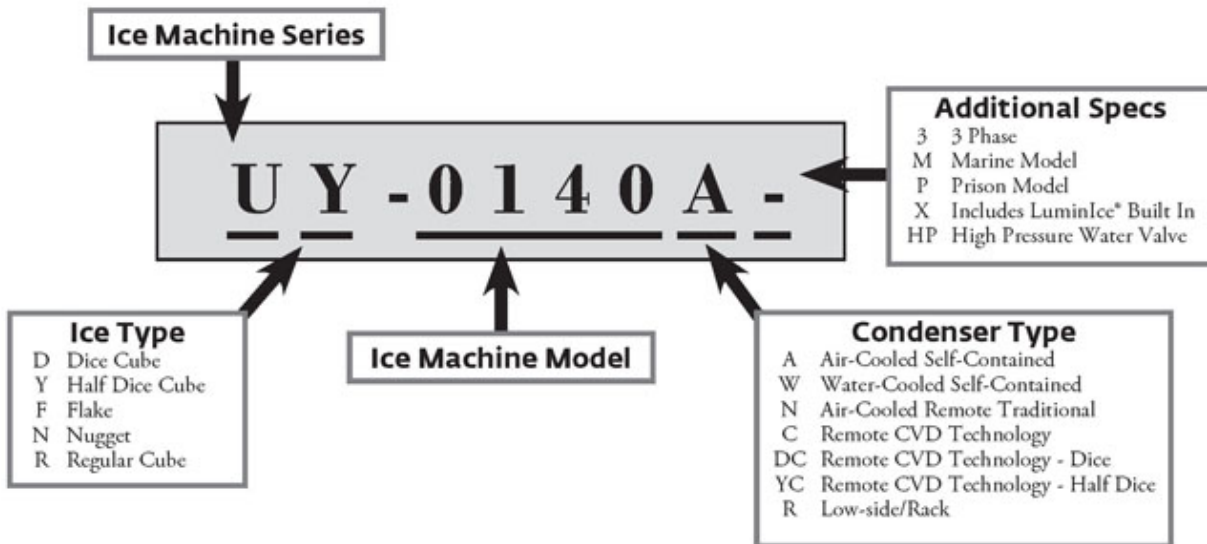 Ice Machine Series
UY-0140A-
Additional Specs
3 3 Phase
M Marine Model
P Prison Model
X Includes LuminIce® Built In
HP High Pressure Water Valve
Ice Type
D Dice Cube
Y Half Dice Cube
F Flake
N Nugget
R Regular Cube
Ice Machine Model
Condenser Type
A Air-Cooled Self-Contained
W Water-Cooled Self-Contained
N Air-Cooled Remote Traditional
C Remote CVD Technology
DC Remote CVD Technology - Dice
YC Remote CVD Technology - Half Dice
R Low-side/Rack